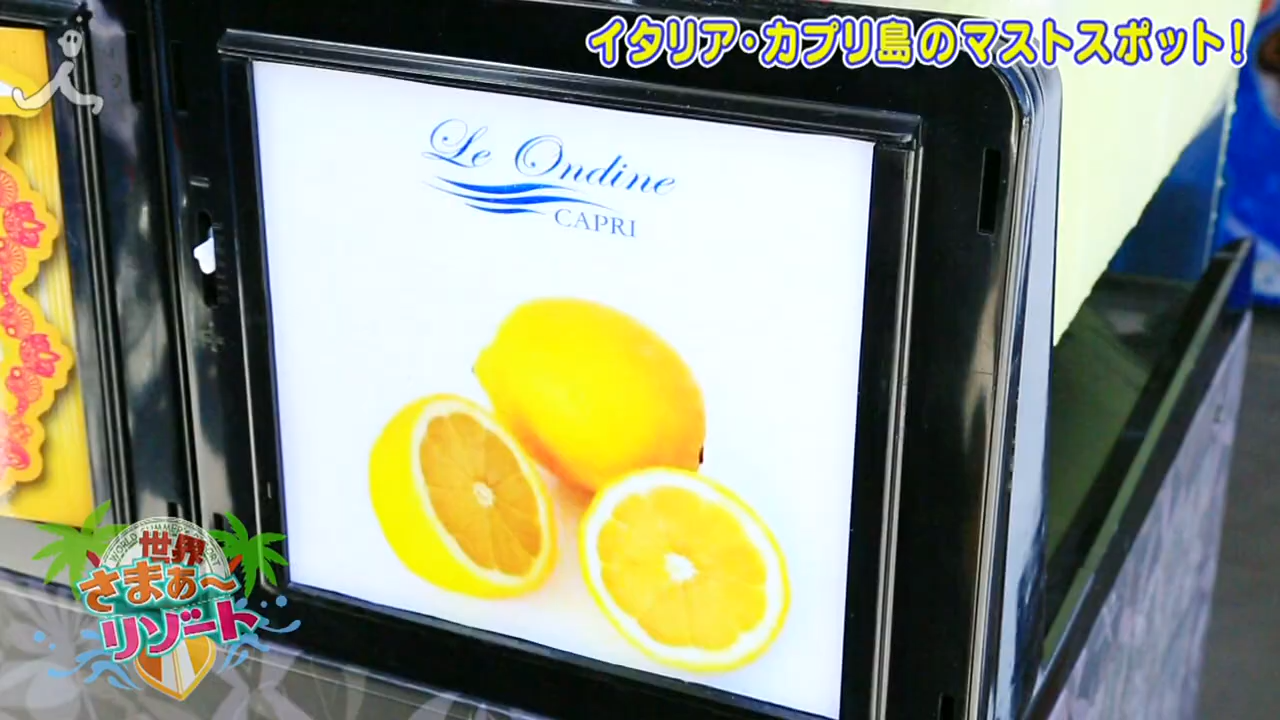 イタリア・カプリ島のマストスポット!
Le Ondine
CAPRI
世界
さまぁ〜
リゾート